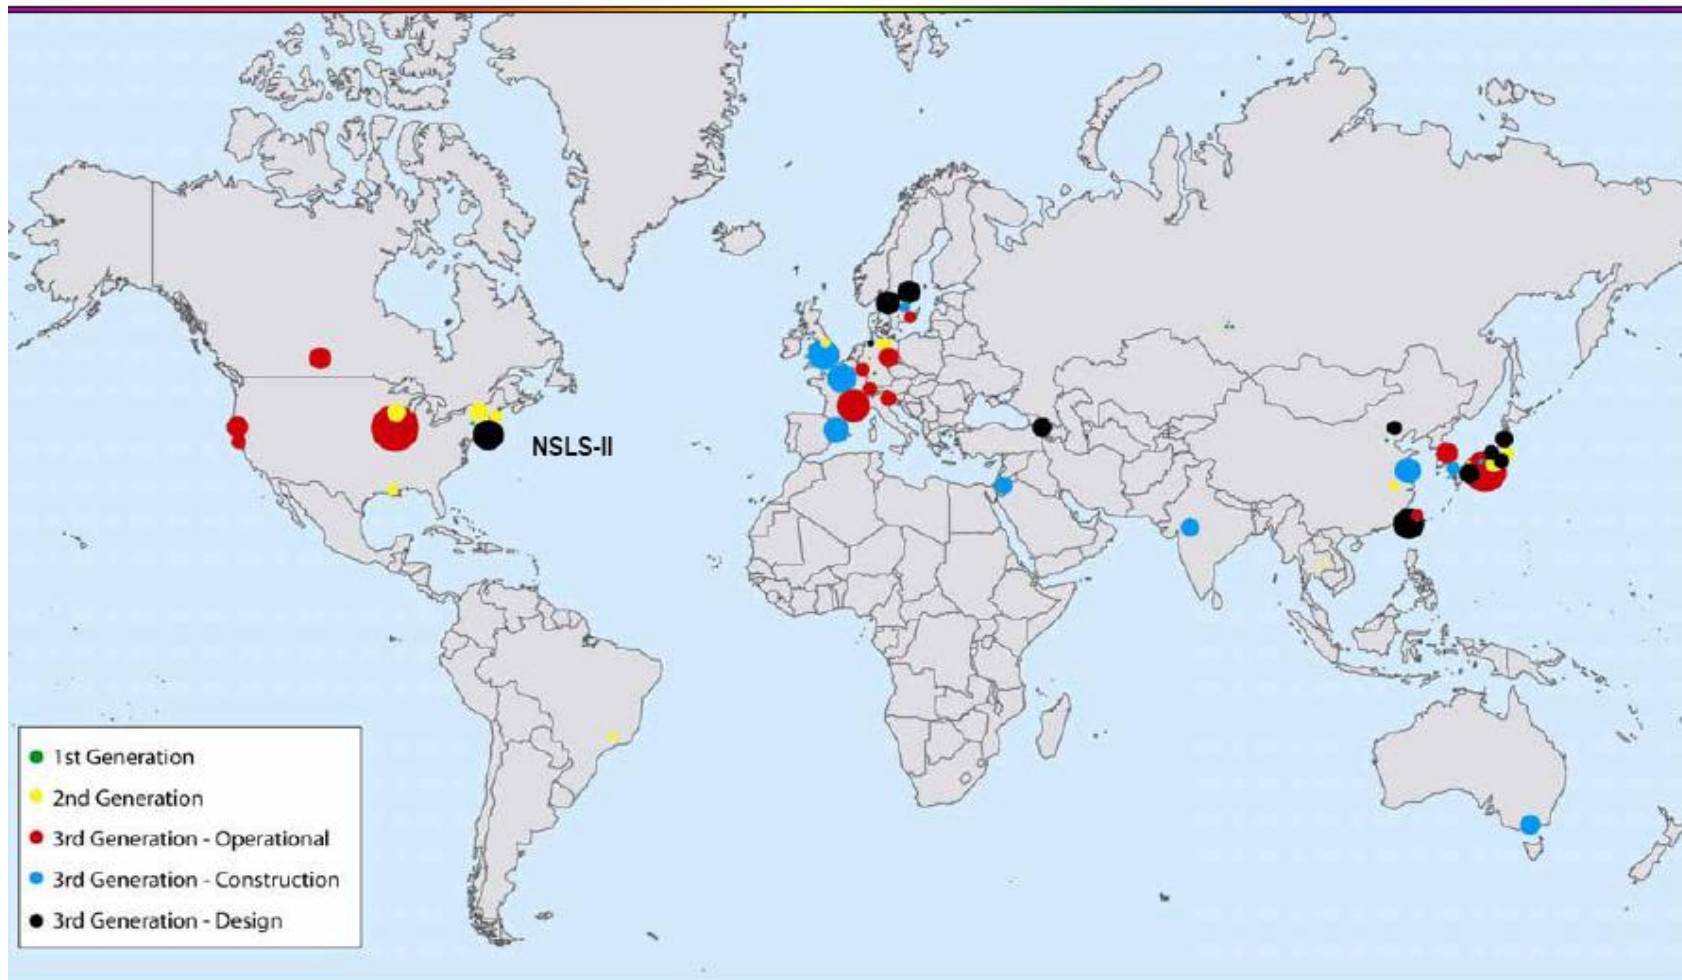 NSLS-II
1st Generation
2nd Generation
3rd Generation - Operational
3rd Generation - Construction
3rd Generation - Design